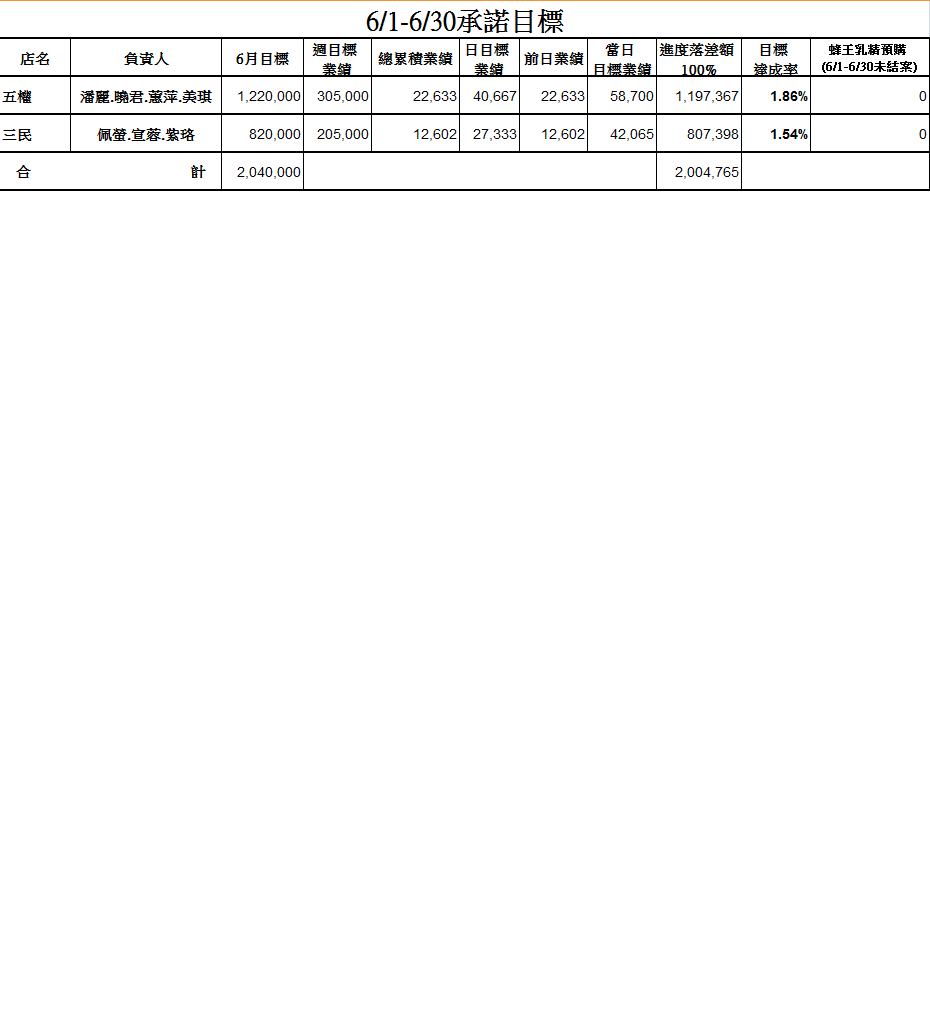 6/1-6/30承諾目標
店名 負責人 6月目標 週目標業績 總累積業績 日目標業績 前日業績 當日目標業績 進度落差額100% 目標達成率 蜂王乳精預購(6/1-6/30未結案)
五權 潘麗.曉君.蕙萍.美琪 1,220,000 305,000 22,633 40,667 22,633 58,700 1,197,367 1.86% 0
三民 佩螢.宣蓉.紫珞 820,000 205,000 12,602 27,333 12,602 42,065 807,398 1.54% 0
合 計 2,040,000 2,004,765